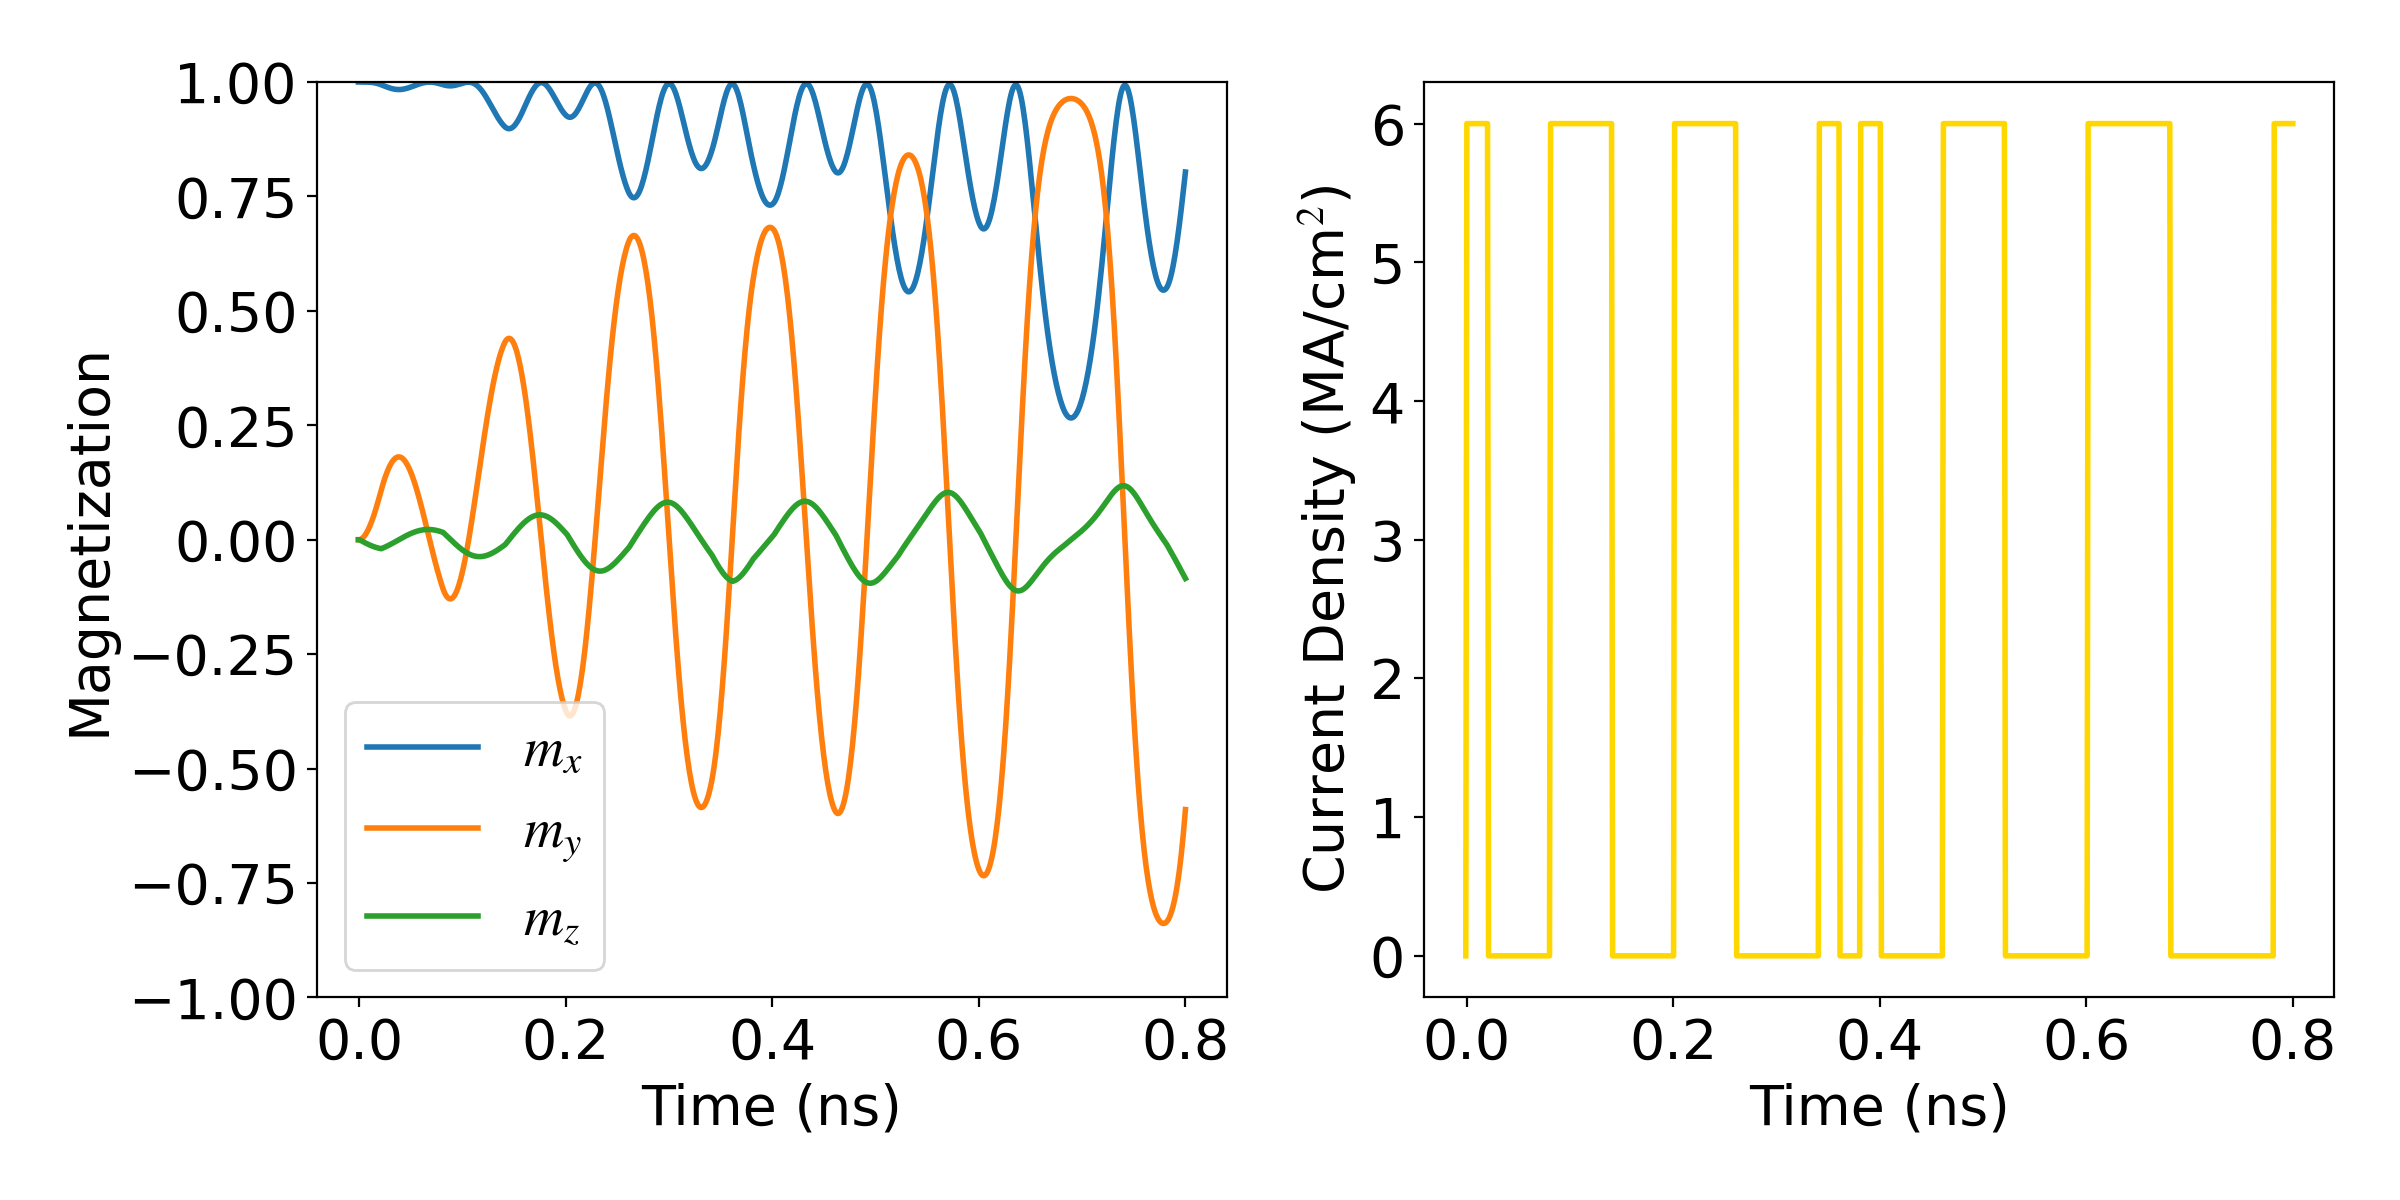 Magnetization
1.00
0.75
0.50
0.25
0.00
−0.25
−0.50
−0.75
−1.00
m_x
m_y
m_z
0.0 0.2 0.4 0.6 0.8
Time (ns)
Current Density (MA/cm²)
6
5
4
3
2
1
0
0.0 0.2 0.4 0.6 0.8
Time (ns)